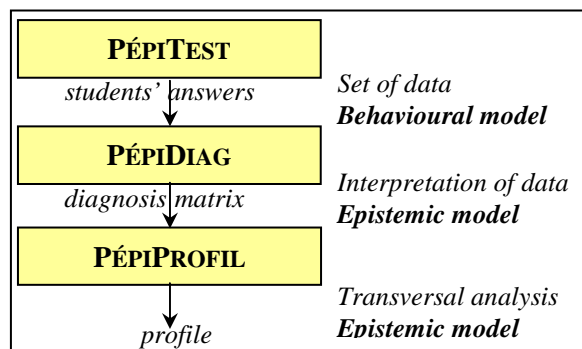 PÉPITEST
students' answers
Set of data
Behavioural model
PÉPIDIAG
diagnosis matrix
Interpretation of data
Epistemic model
PÉPIPROFIL
Transversal analysis
profile
Epistemic model